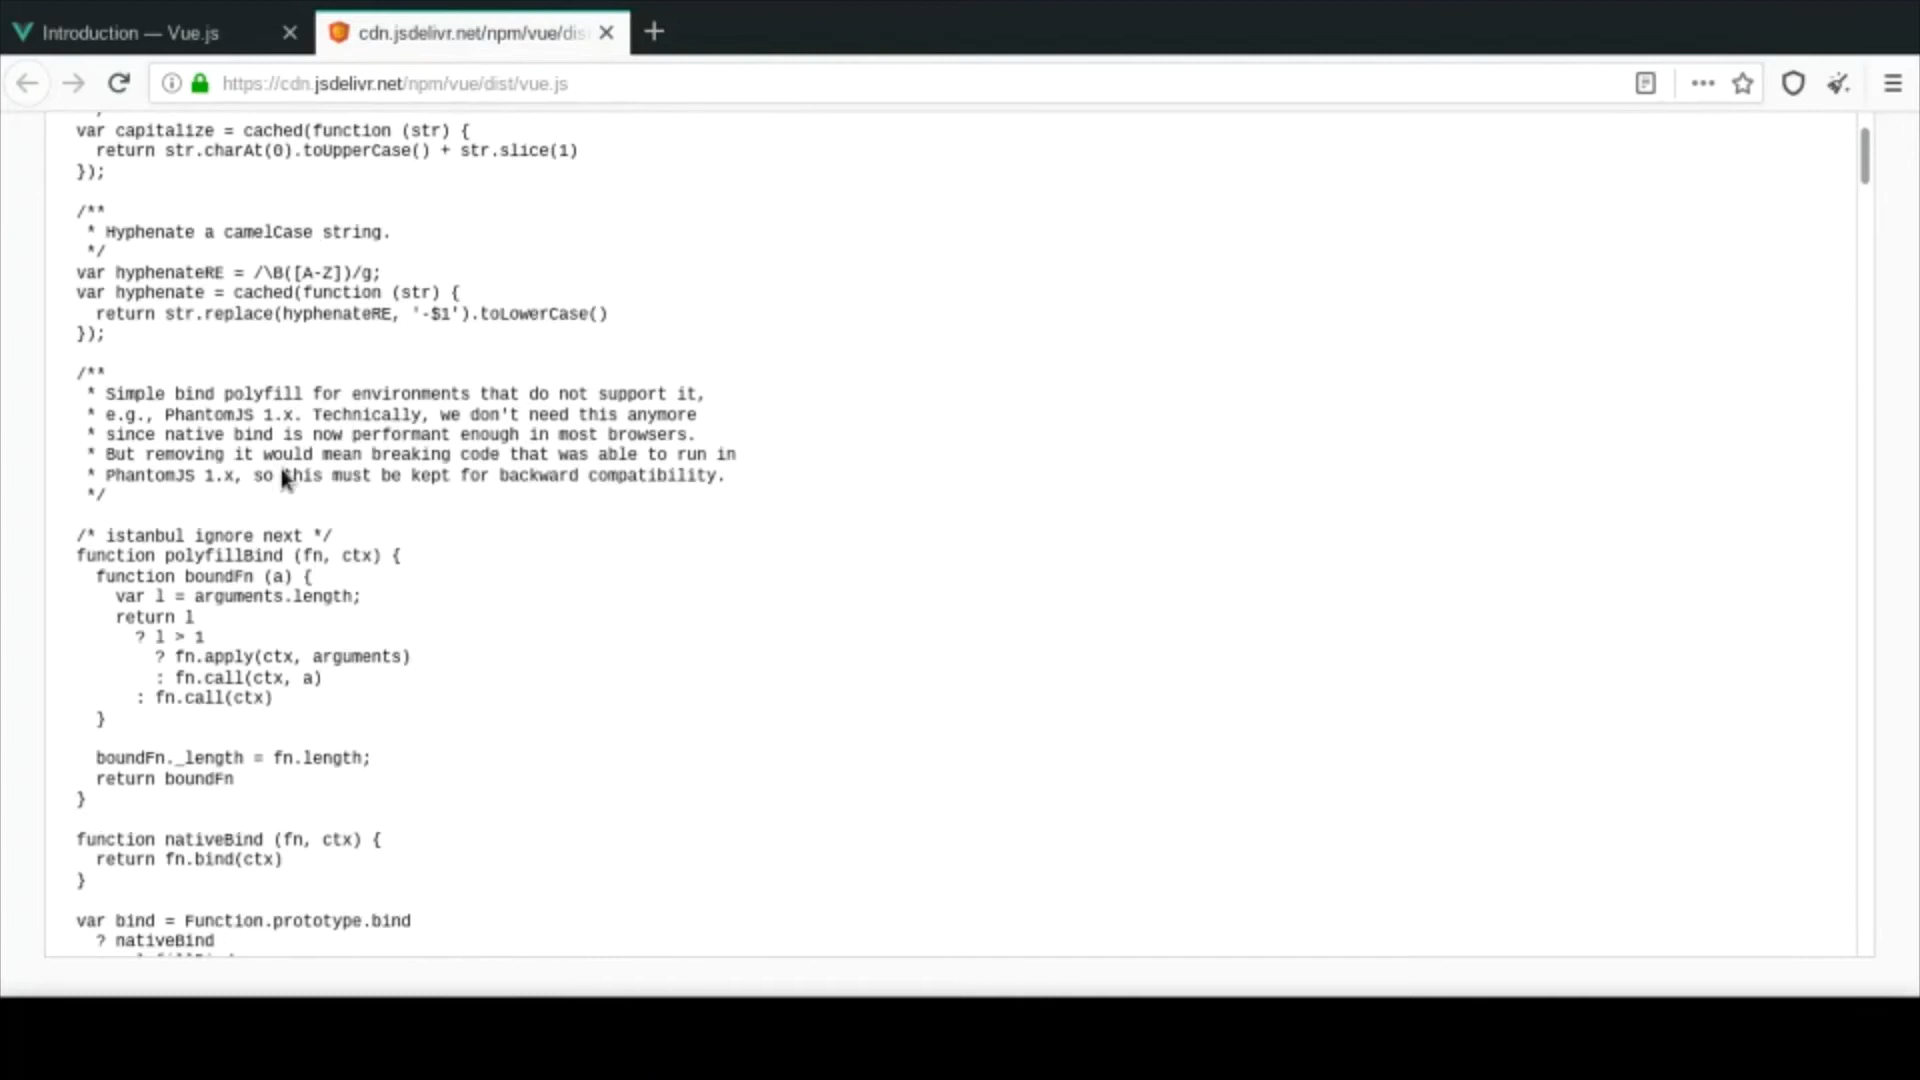 Introduction — Vue.js
cdn.jsdelivr.net/npm/vue/dis
https://cdn.jsdelivr.net/npm/vue/dist/vue.js
var capitalize = cached(function (str) {
  return str.charAt(0).toUpperCase() + str.slice(1)
});
/**
 * Hyphenate a camelCase string.
 */
var hyphenateRE = /\B([A-Z])/g;
var hyphenate = cached(function (str) {
  return str.replace(hyphenateRE, '-$1').toLowerCase()
});
/**
 * Simple bind polyfill for environments that do not support it,
 * e.g., PhantomJS 1.x. Technically, we don't need this anymore
 * since native bind is now performant enough in most browsers.
 * But removing it would mean breaking code that was able to run in
 * PhantomJS 1.x, so this must be kept for backward compatibility.
 */
/* istanbul ignore next */
function polyfillBind (fn, ctx) {
  function boundFn (a) {
    var l = arguments.length;
    return l
      ? l > 1
        ? fn.apply(ctx, arguments)
        : fn.call(ctx, a)
      : fn.call(ctx)
  }
  boundFn._length = fn.length;
  return boundFn
}
function nativeBind (fn, ctx) {
  return fn.bind(ctx)
}
var bind = Function.prototype.bind
  ? nativeBind